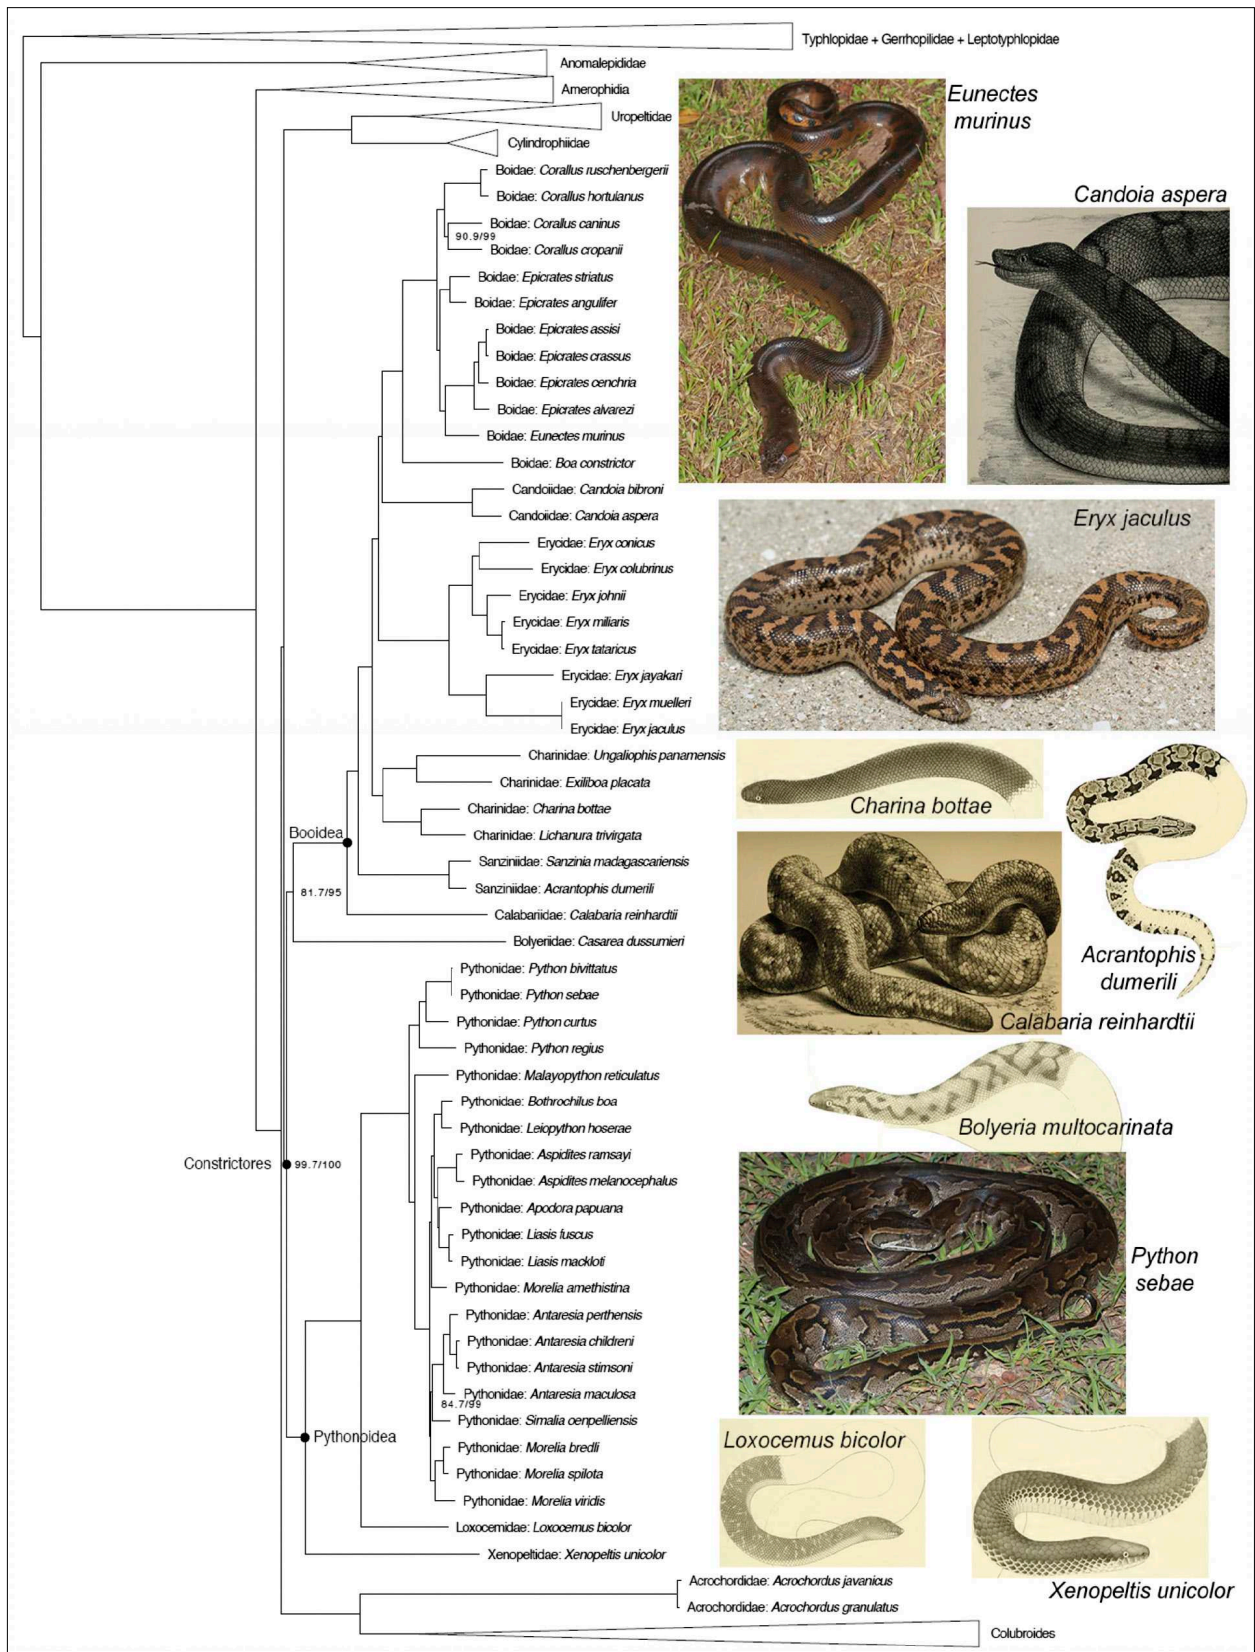 Typhlopidae + Gerrhopilidae + Leptotyphlopidae
Anomalepididae
Amerophidia
Uropeltidae
Cylindrophiidae
Eunectes
murinus
Candoia aspera
Boidae: Corallus ruschenbergerii
Boidae: Corallus hortulanus
Boidae: Corallus caninus
90.9/99
Boidae: Corallus cropanii
Boidae: Epicrates striatus
Boidae: Epicrates angulifer
Boidae: Epicrates assisi
Boidae: Epicrates crassus
Boidae: Epicrates cenchria
Boidae: Epicrates alvarezi
Boidae: Eunectes murinus
Boidae: Boa constrictor
Candoiidae: Candoia bibroni
Candoiidae: Candoia aspera
Eryx jaculus
Erycidae: Eryx conicus
Erycidae: Eryx colubrinus
Erycidae: Eryx johnii
Erycidae: Eryx miliaris
Erycidae: Eryx tataricus
Erycidae: Eryx jayakari
Erycidae: Eryx muelleri
Erycidae: Eryx jaculus
Charinidae: Ungaliophis panamensis
Charinidae: Exiliboa placata
Charinidae: Charina bottae
Charinidae: Lichanura trivirgata
Charina bottae
Booidea
81.7/95
Sanziniidae: Sanzinia madagascariensis
Sanziniidae: Acrantophis dumerili
Calabariidae: Calabaria reinhardtii
Bolyeriidae: Casarea dussumieri
Acrantophis
dumerili
Calabaria reinhardtii
Pythonidae: Python bivittatus
Pythonidae: Python sebae
Pythonidae: Python curtus
Pythonidae: Python regius
Pythonidae: Malayopython reticulatus
Pythonidae: Bothrochilus boa
Pythonidae: Leiopython hoserae
Bolyeria multocarinata
Pythonidae: Aspidites ramsayi
Constrictores
99.7/100
Pythonidae: Aspidites melanocephalus
Pythonidae: Apodora papuana
Pythonidae: Liasis fuscus
Pythonidae: Liasis mackloti
Pythonidae: Morelia amethistina
Python
sebae
Pythonidae: Antaresia perthensis
Pythonidae: Antaresia childreni
Pythonidae: Antaresia stimsoni
Pythonidae: Antaresia maculosa
84.7/99
Pythonidae: Simalia oenpelliensis
Pythonoidea
Pythonidae: Morelia bredli
Pythonidae: Morelia spilota
Pythonidae: Morelia viridis
Loxocemus bicolor
Loxocemidae: Loxocemus bicolor
Xenopeltidae: Xenopeltis unicolor
Xenopeltis unicolor
Acrochordidae: Acrochordus javanicus
Acrochordidae: Acrochordus granulatus
Colubroides